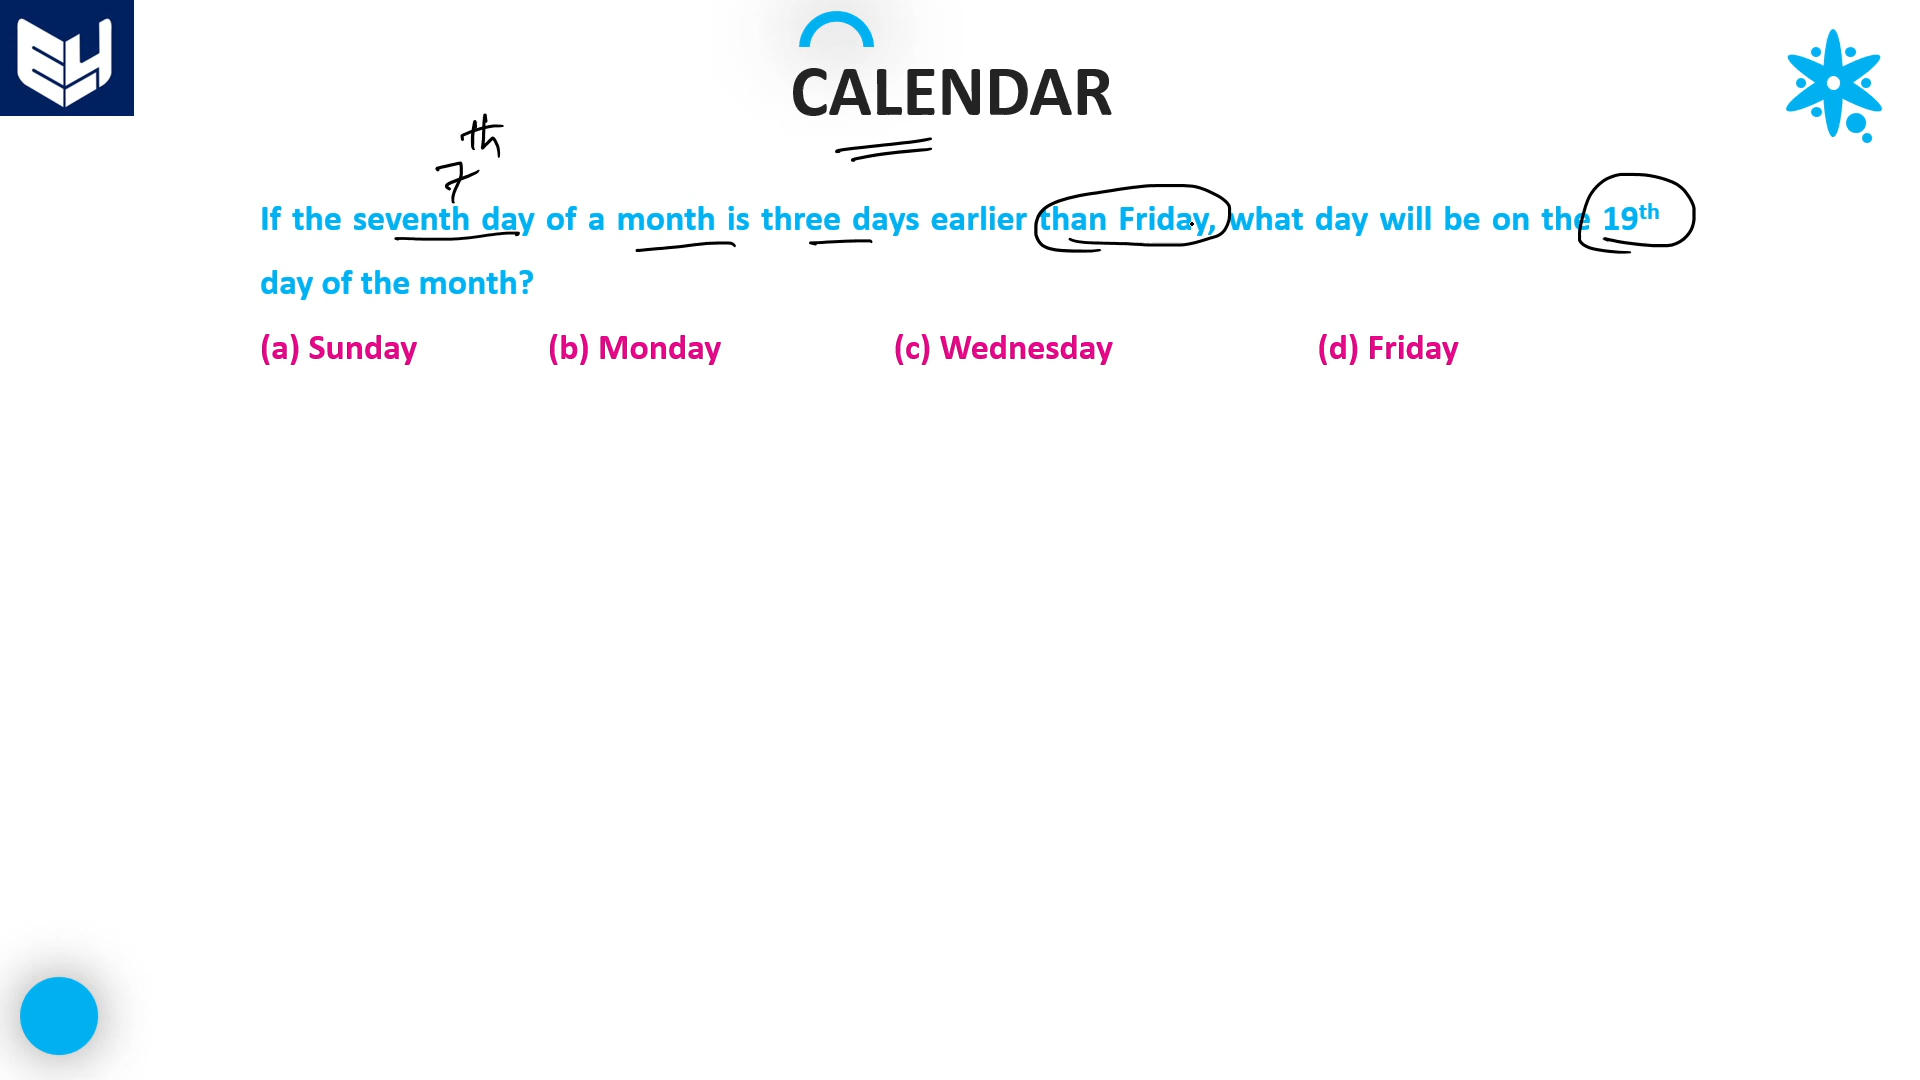 CALENDAR
7th
If the seventh day of a month is three days earlier than Friday, what day will be on the 19th
day of the month?
(a) Sunday (b) Monday (c) Wednesday (d) Friday